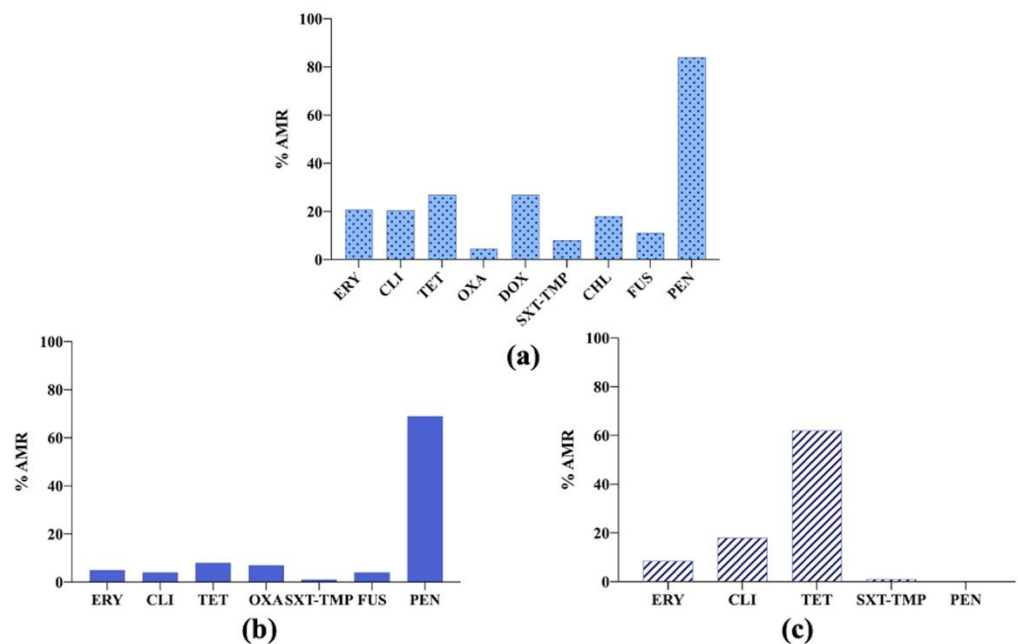 100
80
60
40
20
0
% AMR
ERY CLI TET OXA DOX SXT-TMP CHL FUS PEN
(a)
100
80
60
40
20
0
% AMR
ERY CLI TET OXA SXT-TMP FUS PEN
(b)
100
80
60
40
20
0
% AMR
ERY CLI TET SXT-TMP PEN
(c)